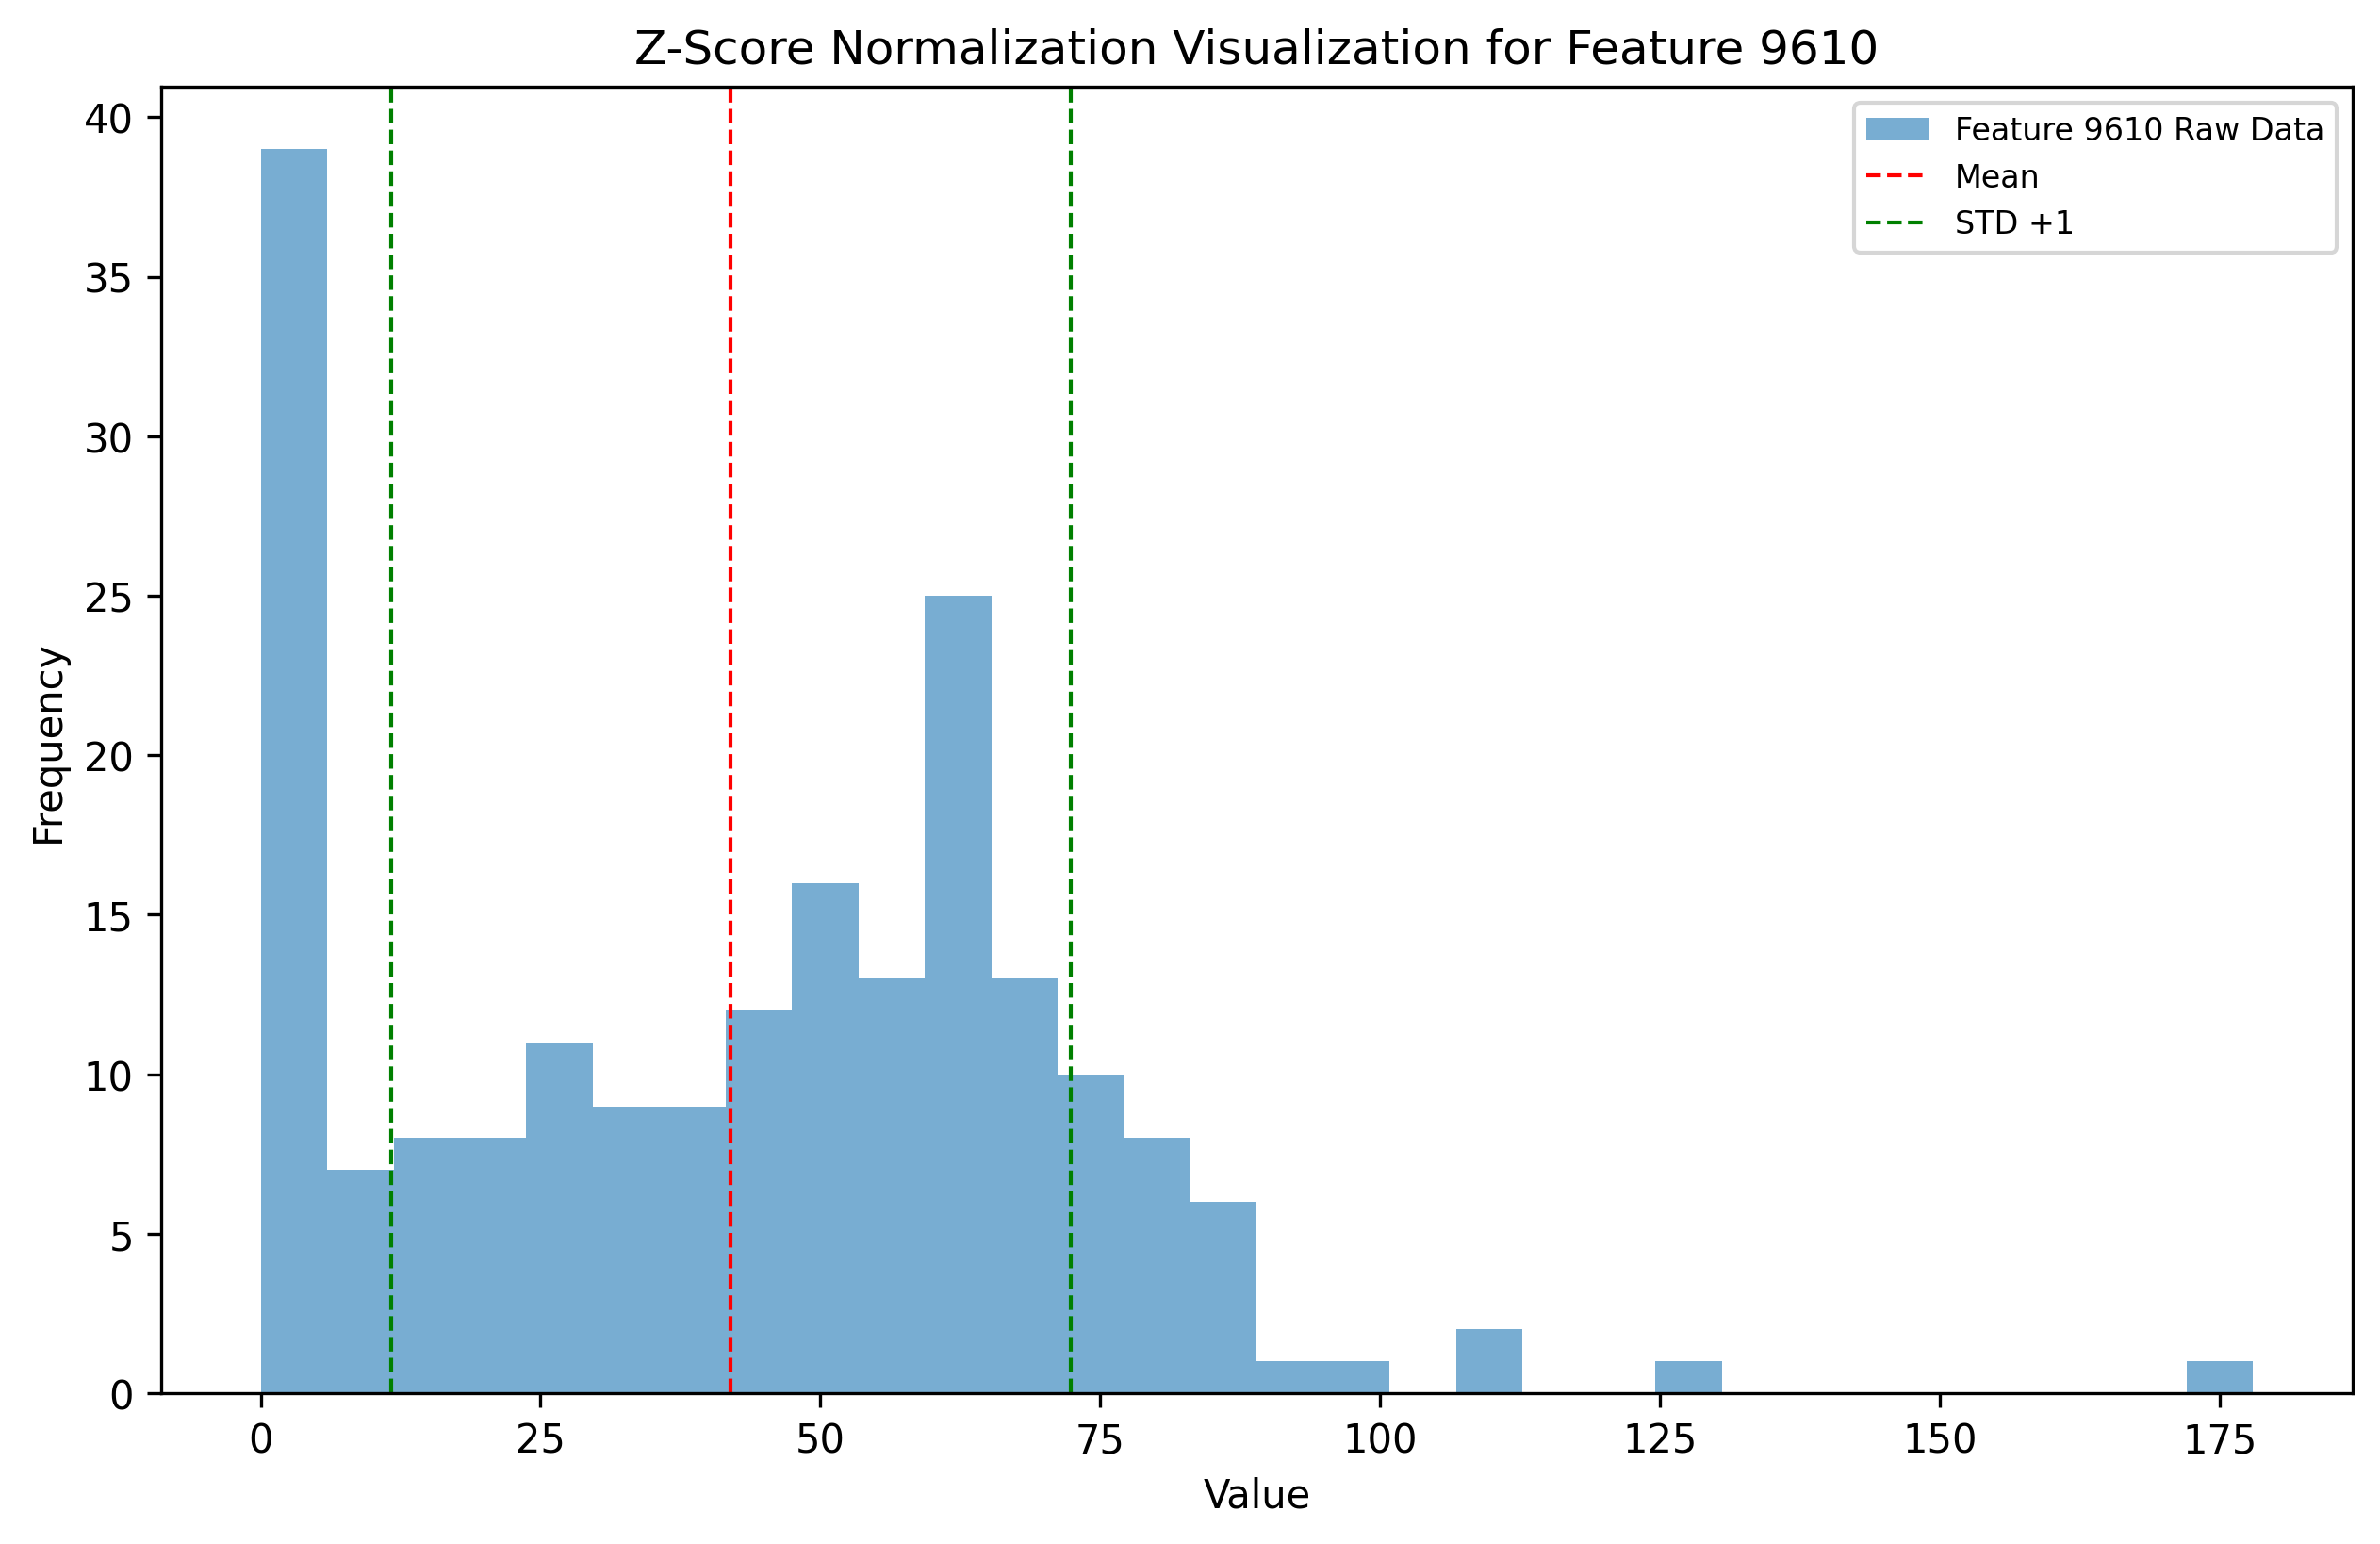 Z-Score Normalization Visualization for Feature 9610
Feature 9610 Raw Data
Mean
STD +1
40
35
30
25
20
15
10
5
0
Frequency
0 25 50 75 100 125 150 175
Value